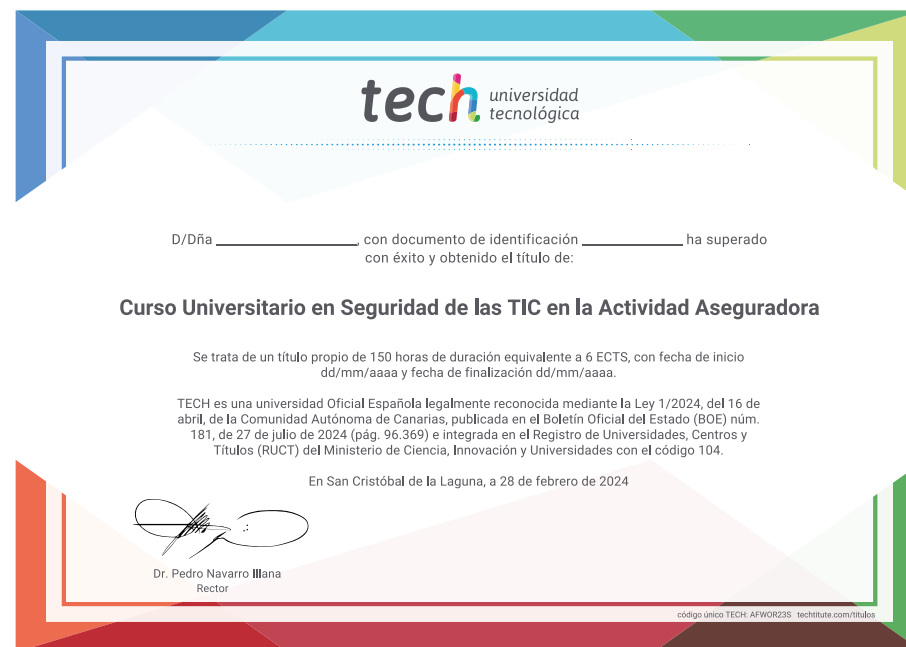 tech universidad
tecnológica
D/Dña ____________________, con documento de identificación ______________ ha superado
con éxito y obtenido el título de:
Curso Universitario en Seguridad de las TIC en la Actividad Aseguradora
Se trata de un título propio de 150 horas de duración equivalente a 6 ECTS, con fecha de inicio
dd/mm/aaaa y fecha de finalización dd/mm/aaaa.
TECH es una universidad Oficial Española legalmente reconocida mediante la Ley 1/2024, del 16 de
abril, de la Comunidad Autónoma de Canarias, publicada en el Boletín Oficial del Estado (BOE) núm.
181, de 27 de julio de 2024 (pág. 96.369) e integrada en el Registro de Universidades, Centros y
Títulos (RUCT) del Ministerio de Ciencia, Innovación y Universidades con el código 104.
En San Cristóbal de la Laguna, a 28 de febrero de 2024
Dr. Pedro Navarro Illana
Rector
código único TECH: AFWOR23S techtitute.com/titulos